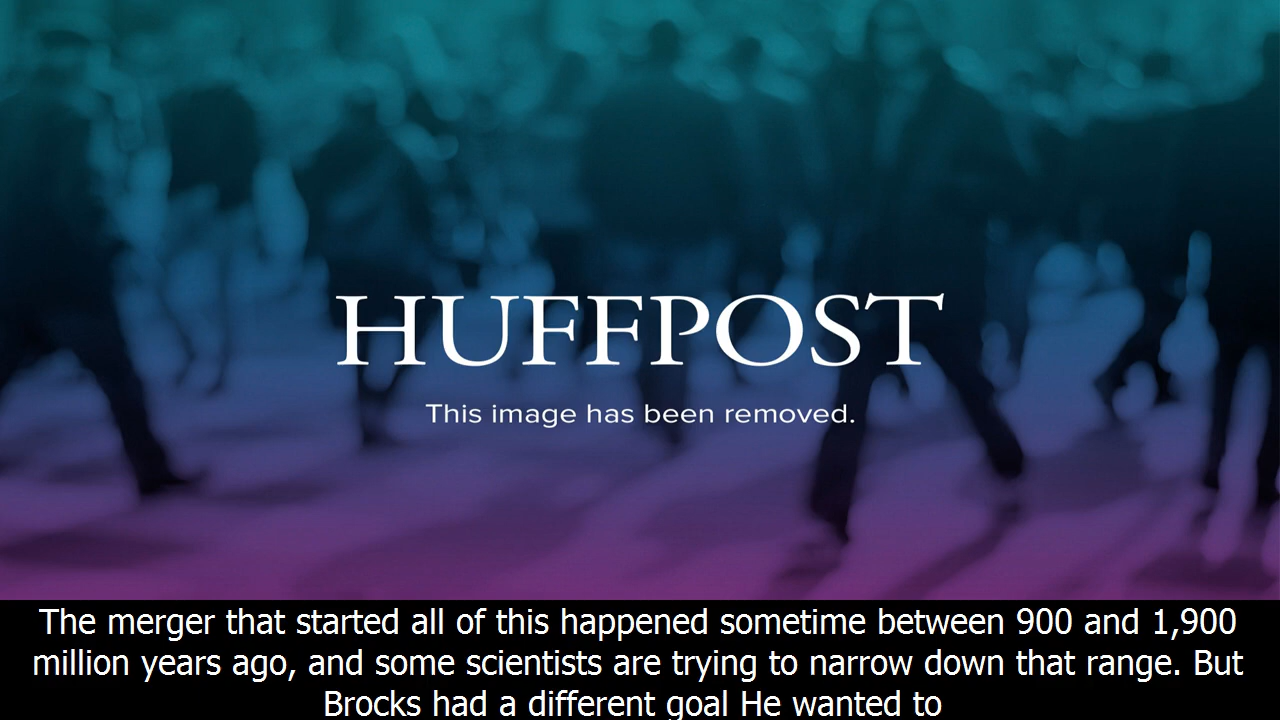 HUFFPOST
This image has been removed.
The merger that started all of this happened sometime between 900 and 1,900
million years ago, and some scientists are trying to narrow down that range. But
Brocks had a different goal He wanted to